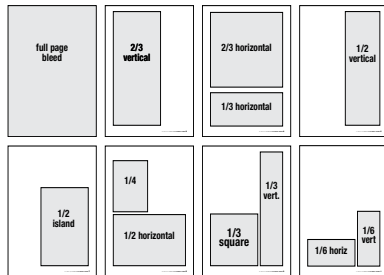 full page
bleed
2/3
vertical
2/3 horizontal
1/3 horizontal
1/2
vertical
1/2
island
1/4
1/2 horizontal
1/3
square
1/3
vert.
1/6 horiz
1/6
vert